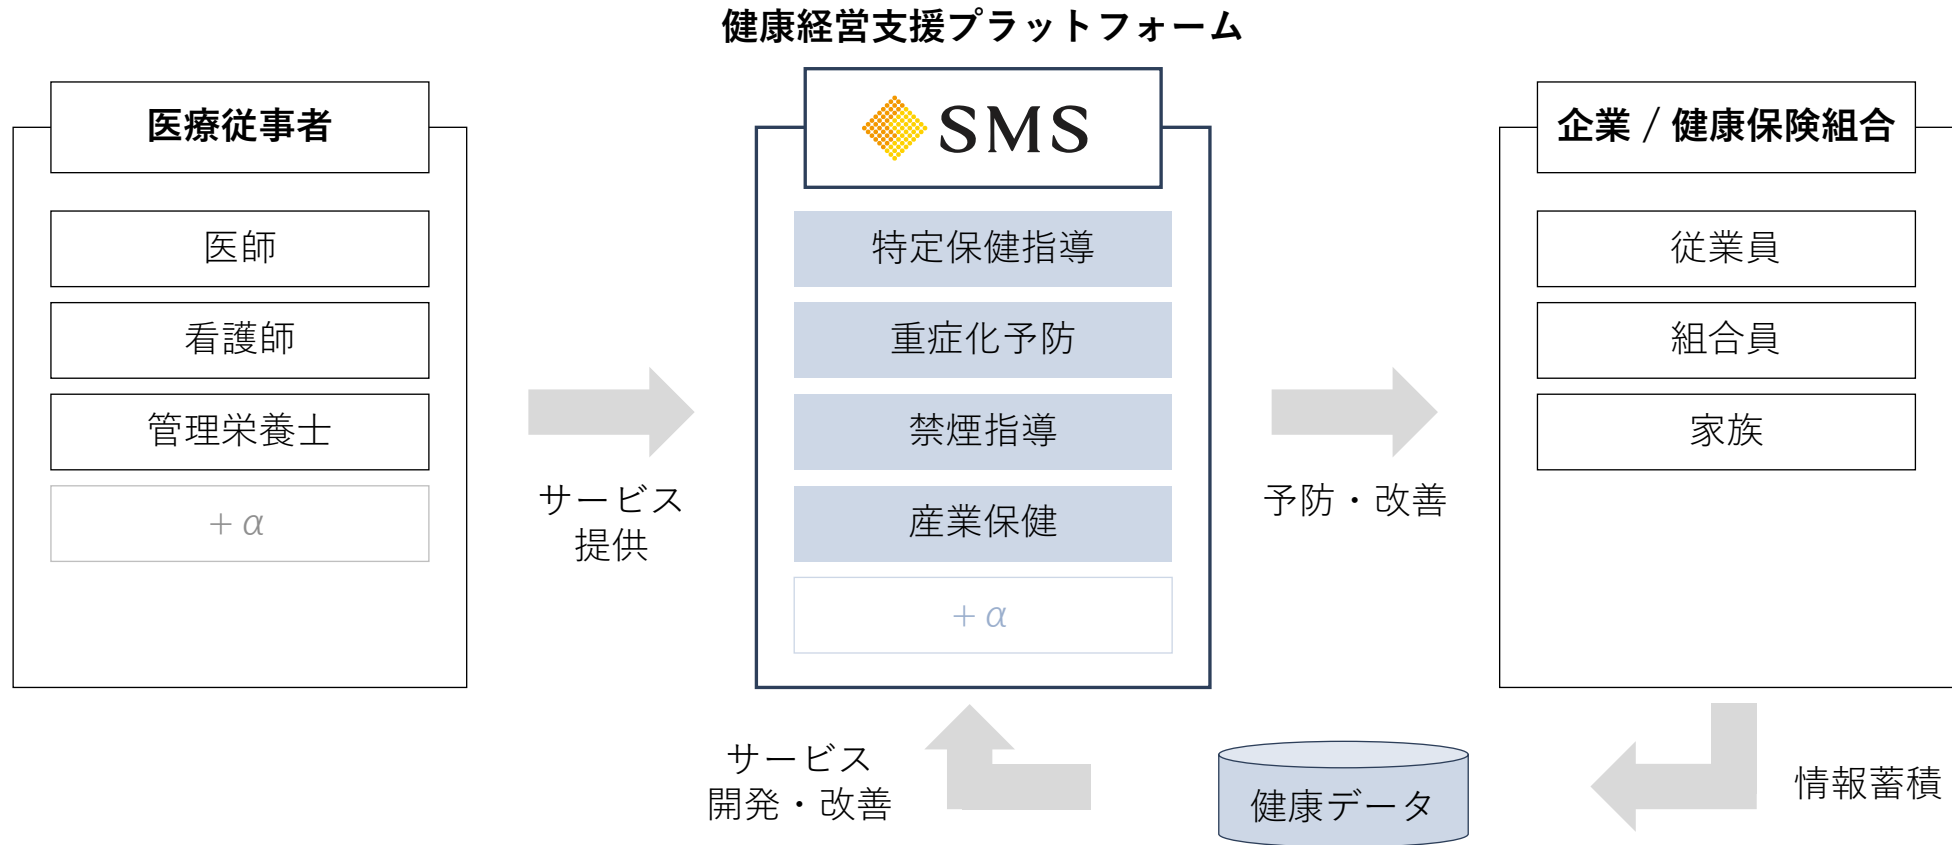 健康経営支援プラットフォーム
医療従事者
医師
看護師
管理栄養士
+ α
サービス
提供
SMS
特定保健指導
重症化予防
禁煙指導
産業保健
+ α
予防・改善
企業 / 健康保険組合
従業員
組合員
家族
情報蓄積
健康データ
サービス
開発・改善